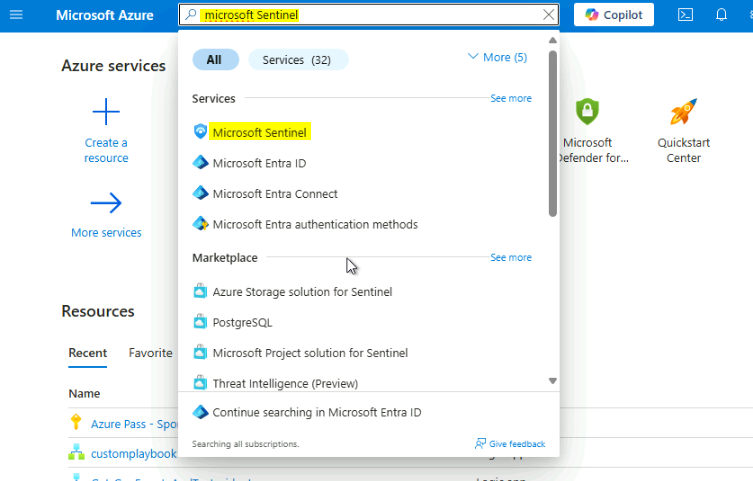 Microsoft Azure
microsoft Sentinel
Copilot
Azure services
Create a
resource
More services
All
Services (32)
More (5)
Services
See more
Microsoft Sentinel
Microsoft Entra ID
Microsoft Entra Connect
Microsoft Entra authentication methods
Marketplace
See more
Azure Storage solution for Sentinel
PostgreSQL
Microsoft Project solution for Sentinel
Threat Intelligence (Preview)
Continue searching in Microsoft Entra ID
Searching all subscriptions.
Give feedback
Microsoft
Defender for...
Quickstart
Center
Resources
Recent
Favorite
Name
Azure Pass - Spo
customplaybook